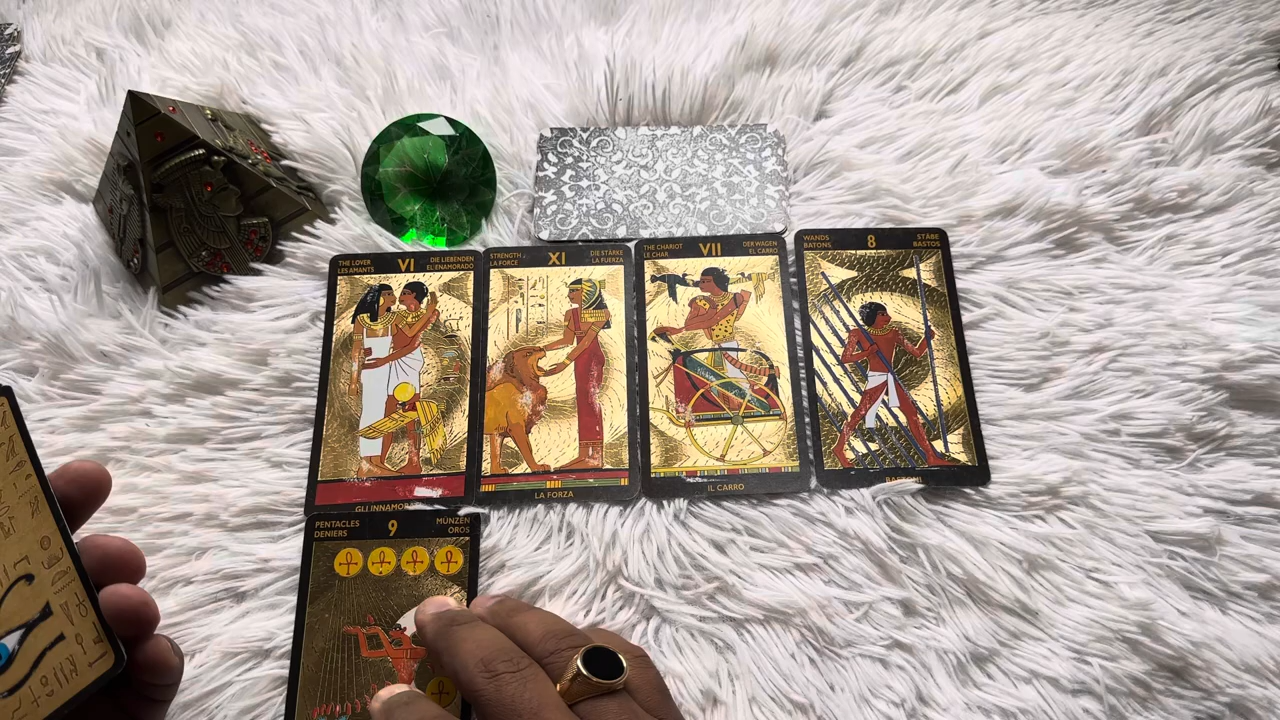 THE LOVER
LES AMANTS
VI
DIE LIEBENDEN
EL ENAMORADO
STRENGTH
LA FORCE
XI
DIE STÄRKE
LA FUERZA
LA FORZA
THE CHARIOT
LE CHAR
VII
DER WAGEN
EL CARRO
IL CARRO
WANDS
BATONS
8
STÄBE
BASTOS
PENTACLES
DENIERS
9
MÜNZEN
OROS